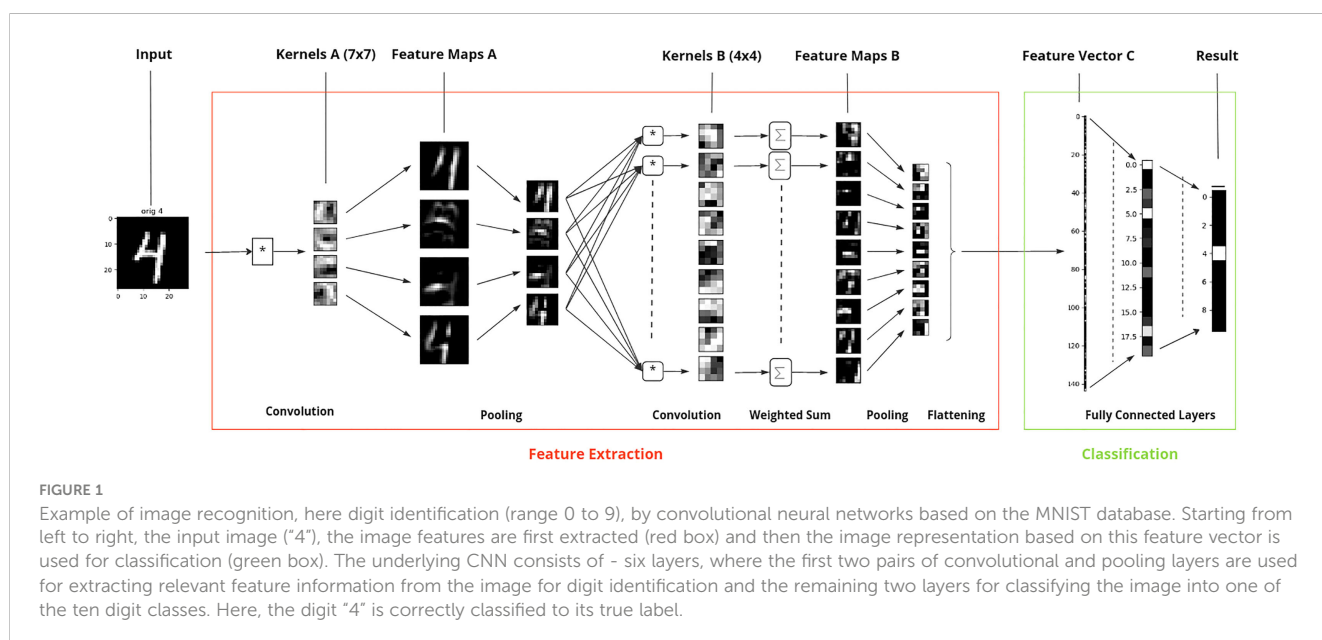 Input
Kernels A (7x7)
Feature Maps A
Kernels B (4x4)
Feature Maps B
Feature Vector C
Result
orig 4
0
10
20
0
10
20
*
*
*
*
Σ
Σ
Σ
0
20
40
60
80
100
120
140
0.0
2.5
5.0
7.5
10.0
12.5
15.0
17.5
0
2
4
6
8
Convolution
Pooling
Convolution
Weighted Sum
Pooling
Flattening
Fully Connected Layers
Feature Extraction
Classification
FIGURE 1
Example of image recognition, here digit identification (range 0 to 9), by convolutional neural networks based on the MNIST database. Starting from
left to right, the input image (“4”), the image features are first extracted (red box) and then the image representation based on this feature vector is
used for classification (green box). The underlying CNN consists of - six layers, where the first two pairs of convolutional and pooling layers are used
for extracting relevant feature information from the image for digit identification and the remaining two layers for classifying the image into one of
the ten digit classes. Here, the digit “4” is correctly classified to its true label.